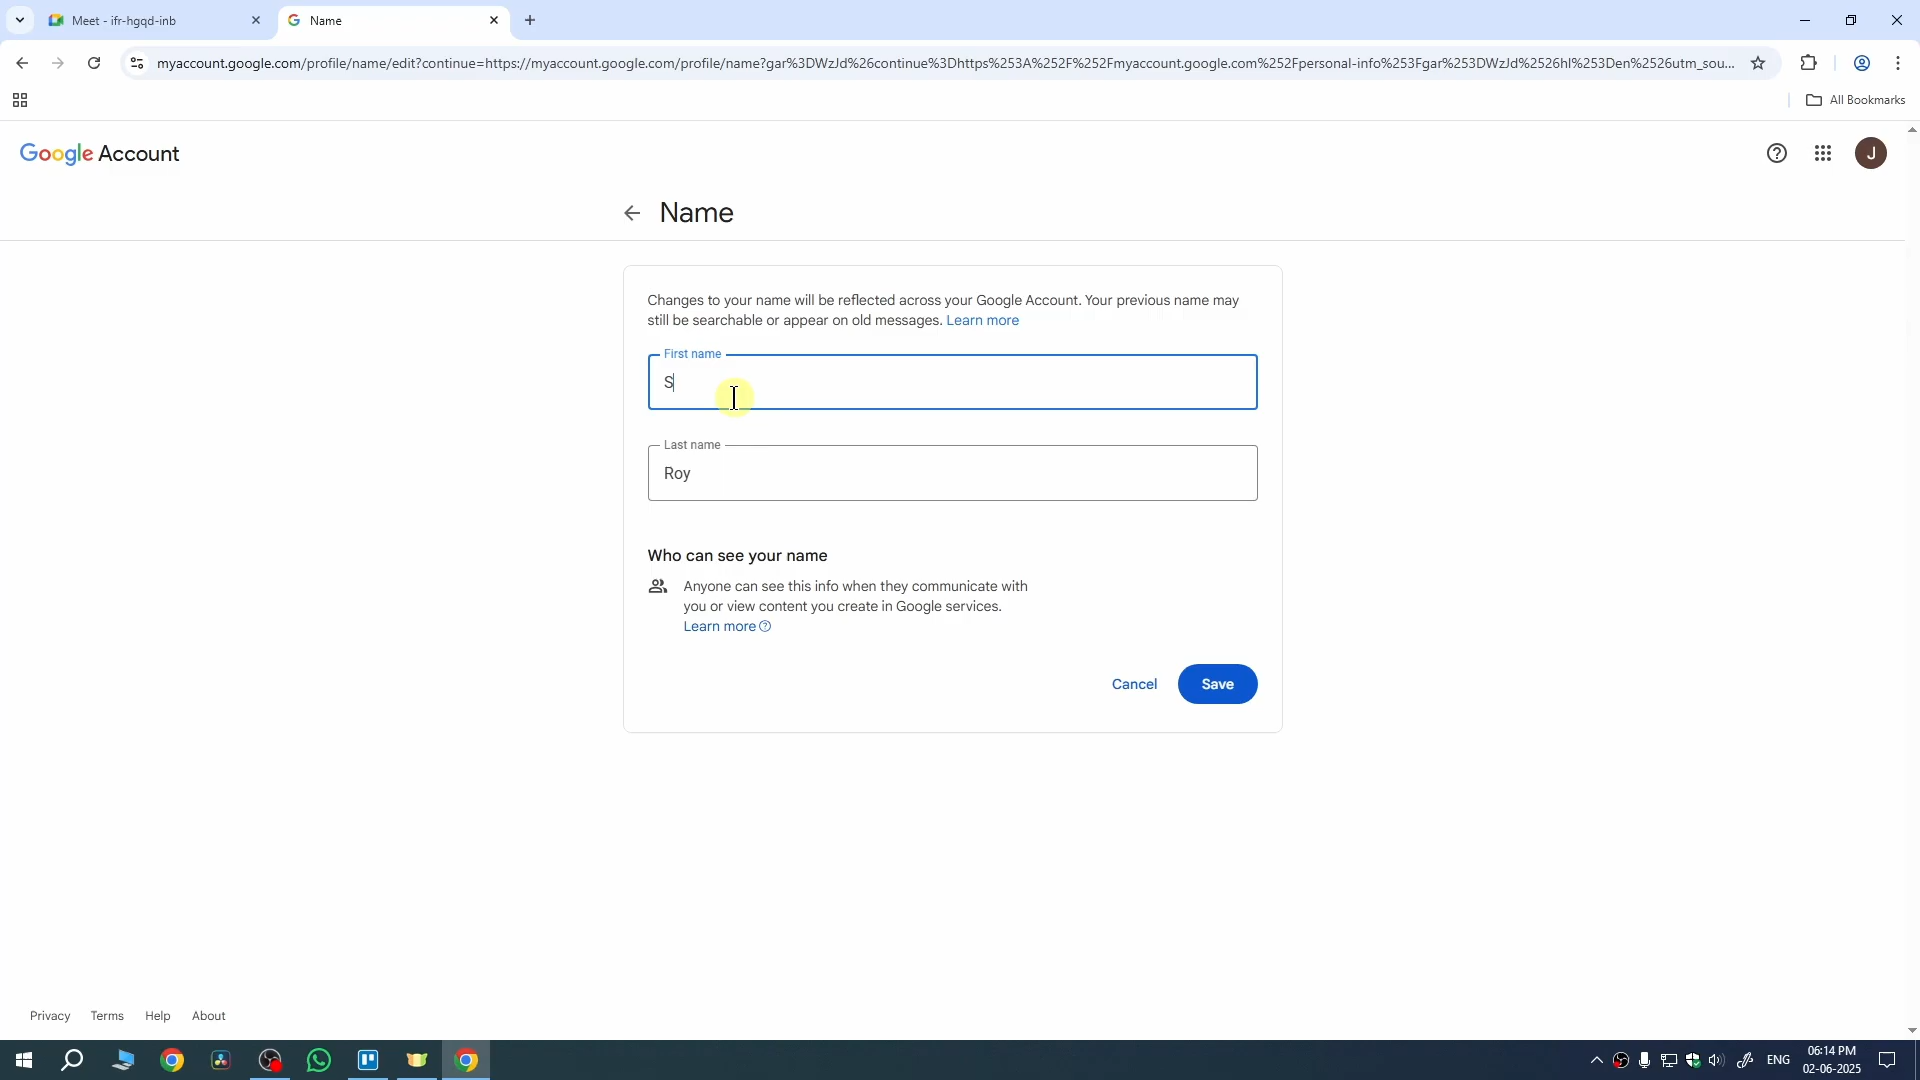 Meet - ifr-hgqd-inb
Name
myaccount.google.com/profile/name/edit?continue=https://myaccount.google.com/profile/name?gar%3DWzJd%26continue%3Dhttps%253A%252F%252Fmyaccount.google.com%252Fpersonal-info%253Fgar%253DWzJd%2526hl%253Den%2526utm_sou...
All Bookmarks
Google Account
J
Name
Changes to your name will be reflected across your Google Account. Your previous name may
still be searchable or appear on old messages. Learn more
First name
S
Last name
Roy
Who can see your name
Anyone can see this info when they communicate with
you or view content you create in Google services.
Learn more
Cancel
Save
Privacy Terms Help About
ENG
06:14 PM
02-06-2025